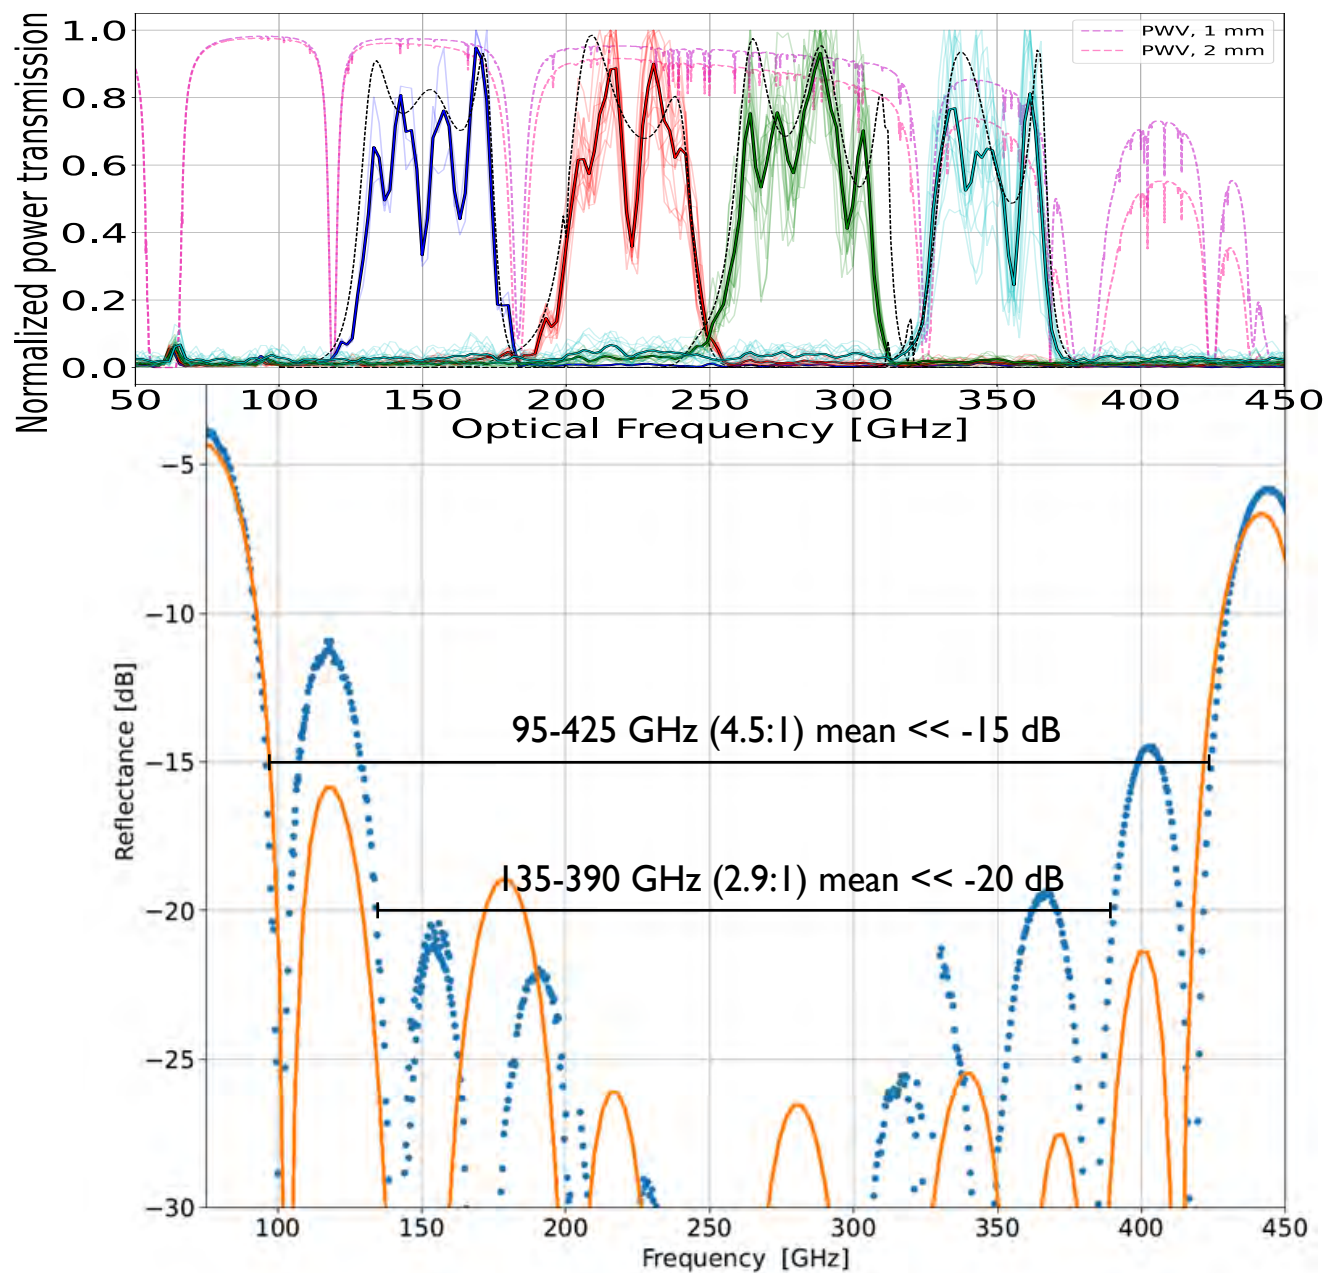 Normalized power transmission
1.0
0.8
0.6
0.4
0.2
0.0
PWV, 1 mm
PWV, 2 mm
50 100 150 200 250 300 350 400 450
Optical Frequency [GHz]
Reflectance [dB]
−5
−10
−15
−20
−25
−30
95-425 GHz (4.5:1) mean << -15 dB
135-390 GHz (2.9:1) mean << -20 dB
100 150 200 250 300 350 400 450
Frequency [GHz]